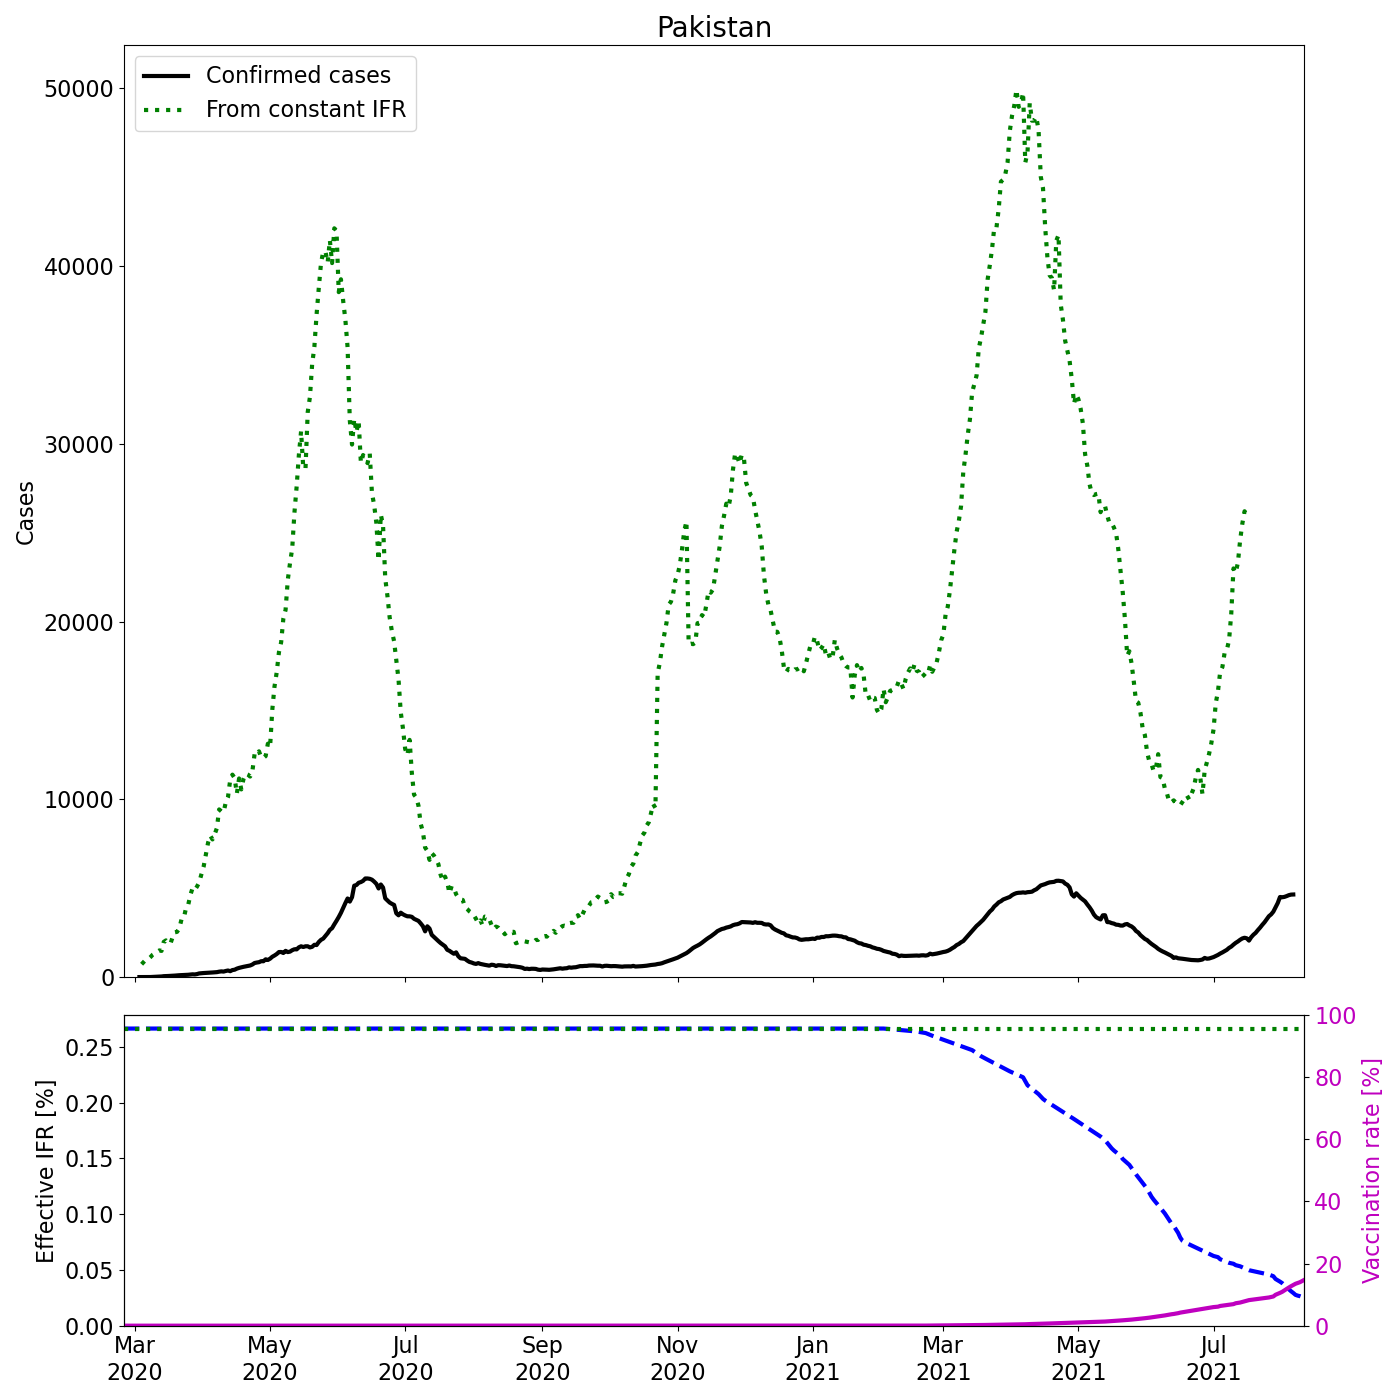 Pakistan
Confirmed cases
From constant IFR
50000
40000
30000
20000
10000
0
Cases
0.25
0.20
0.15
0.10
0.05
0.00
Effective IFR [%]
100
80
60
40
20
0
Vaccination rate [%]
Mar May Jul Sep Nov Jan Mar May Jul
2020 2020 2020 2020 2020 2021 2021 2021 2021